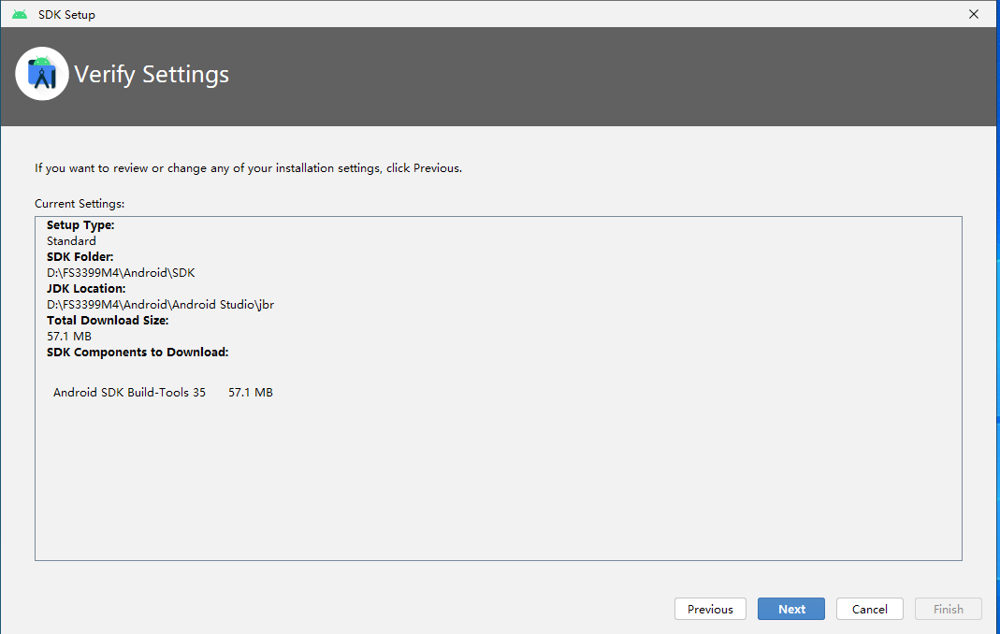 SDK Setup
Verify Settings
If you want to review or change any of your installation settings, click Previous.
Current Settings:
Setup Type:
Standard
SDK Folder:
D:\FS3399M4\Android\SDK
JDK Location:
D:\FS3399M4\Android\Android Studio\jbr
Total Download Size:
57.1 MB
SDK Components to Download:
Android SDK Build-Tools 35 57.1 MB
Previous Next Cancel Finish